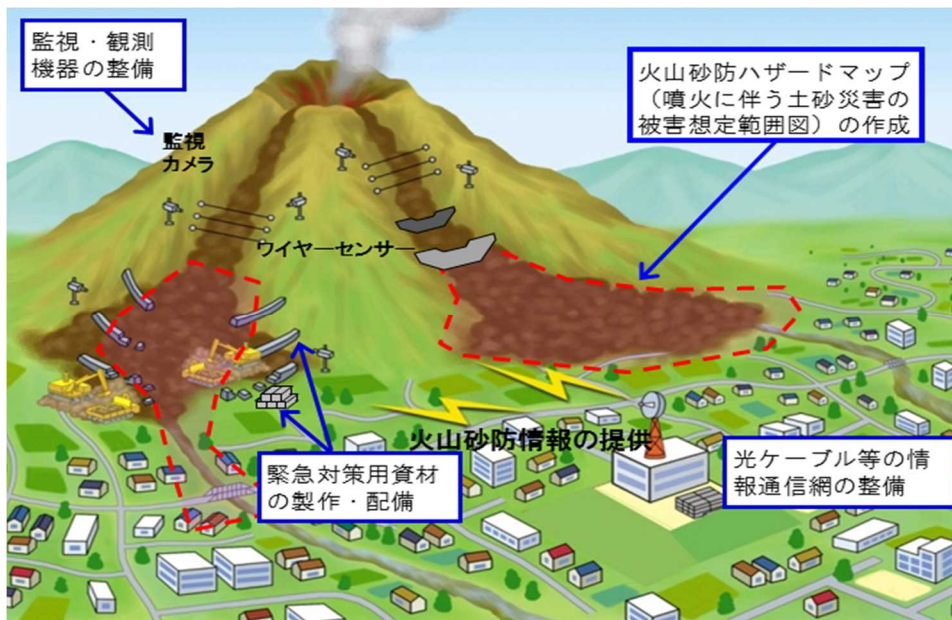 監視・観測
機器の整備
火山砂防ハザードマップ
（噴火に伴う土砂災害の
被害想定範囲図）の作成
監視
カメラ
ワイヤーセンサー
火山砂防情報の提供
緊急対策用資材
の製作・配備
光ケーブル等の情
報通信網の整備